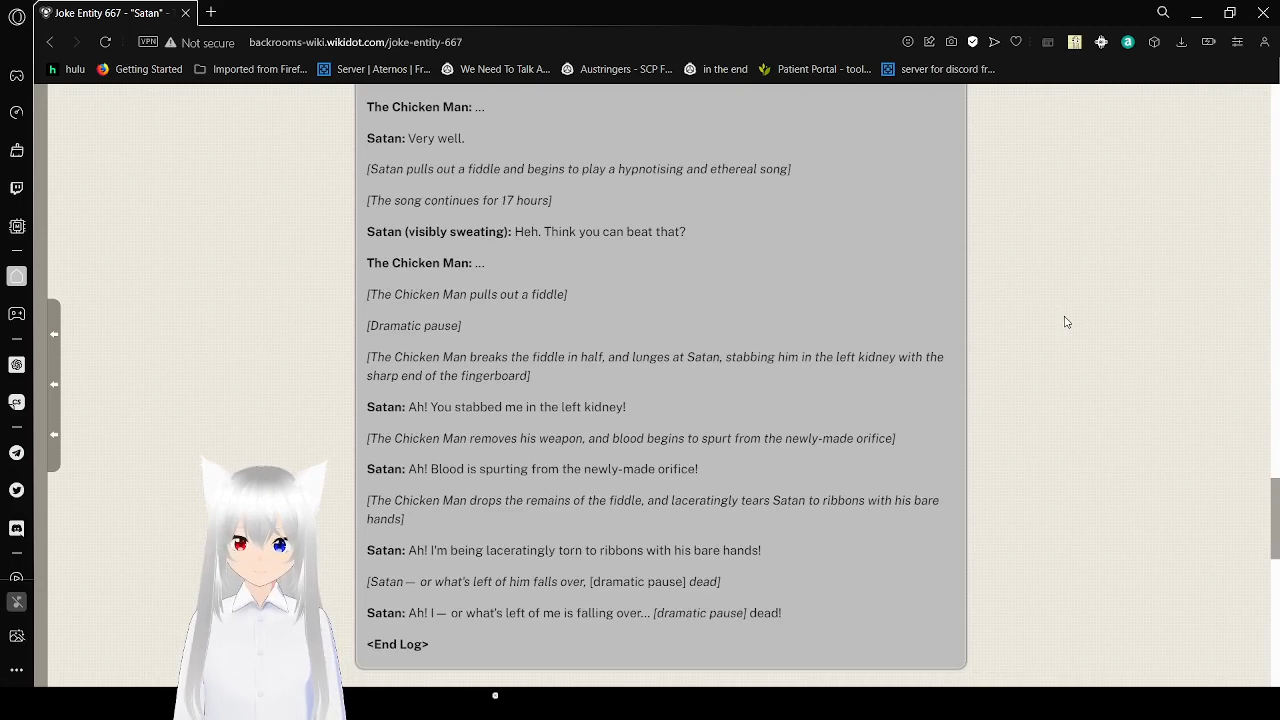 Joke Entity 667 - "Satan" -
VPN
Not secure
backrooms-wiki.wikidot.com/joke-entity-667
hulu
Getting Started
Imported from Firef...
Server | Aternos | Fr...
We Need To Talk A...
Austringers - SCP F...
in the end
Patient Portal - tool...
server for discord fr...
The Chicken Man: ...
Satan: Very well.
[Satan pulls out a fiddle and begins to play a hypnotising and ethereal song]
[The song continues for 17 hours]
Satan (visibly sweating): Heh. Think you can beat that?
The Chicken Man: ...
[The Chicken Man pulls out a fiddle]
[Dramatic pause]
[The Chicken Man breaks the fiddle in half, and lunges at Satan, stabbing him in the left kidney with the
sharp end of the fingerboard]
Satan: Ah! You stabbed me in the left kidney!
[The Chicken Man removes his weapon, and blood begins to spurt from the newly-made orifice]
Satan: Ah! Blood is spurting from the newly-made orifice!
[The Chicken Man drops the remains of the fiddle, and laceratingly tears Satan to ribbons with his bare
hands]
Satan: Ah! I'm being laceratingly torn to ribbons with his bare hands!
[Satan— or what's left of him falls over, [dramatic pause] dead]
Satan: Ah! I— or what's left of me is falling over... [dramatic pause] dead!
<End Log>